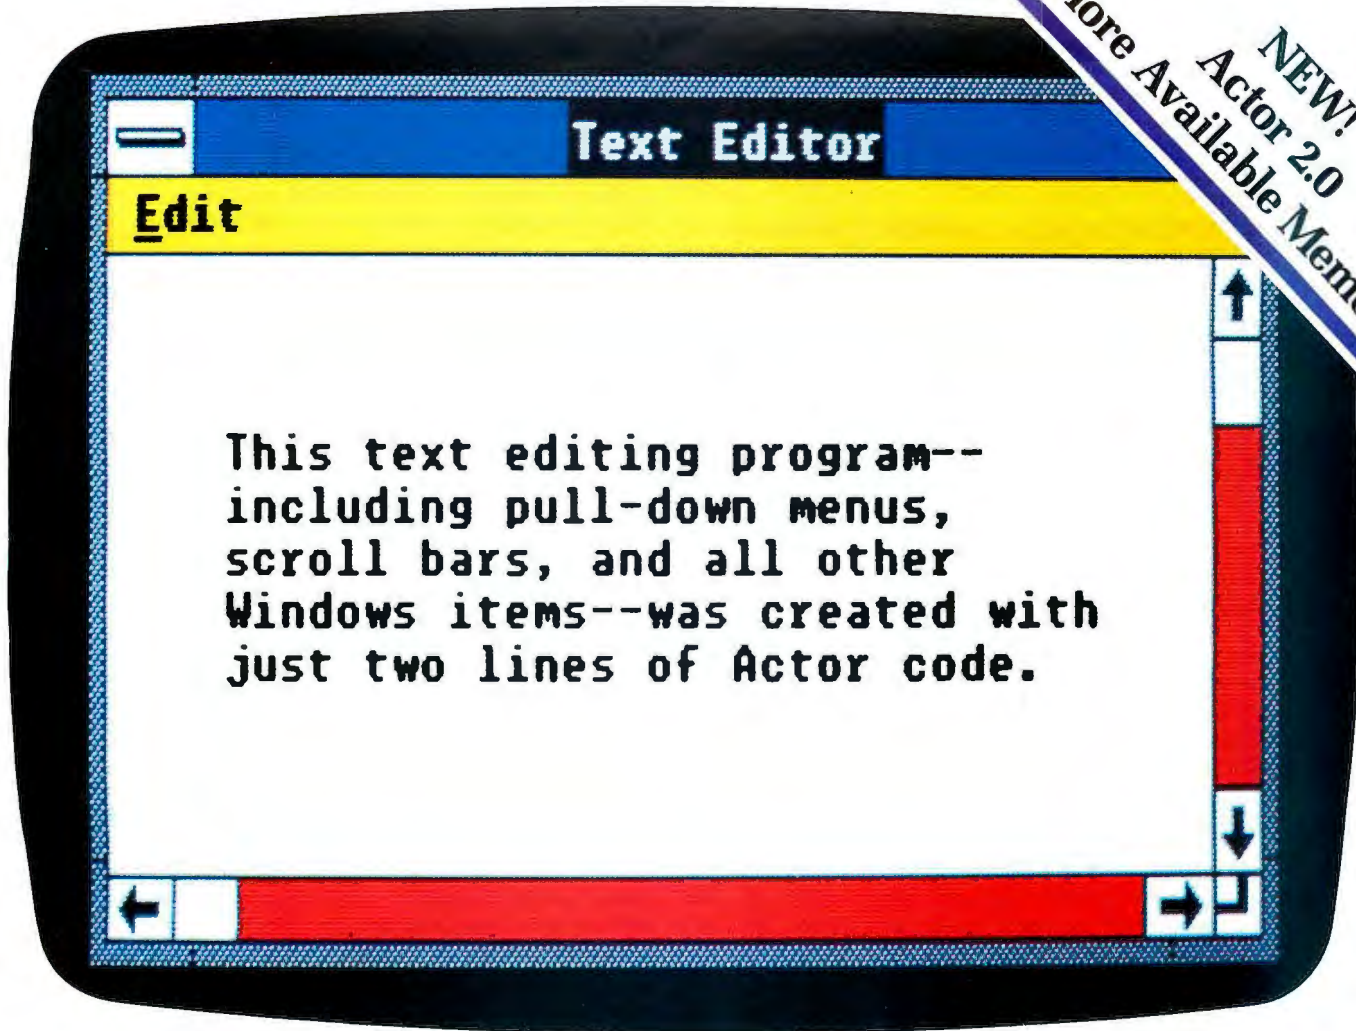 NEW!
Actor 2.0
Available
Text Editor
Edit
This text editing program--
including pull-down menus,
scroll bars, and all other
Windows items--was created with
just two lines of Actor code.